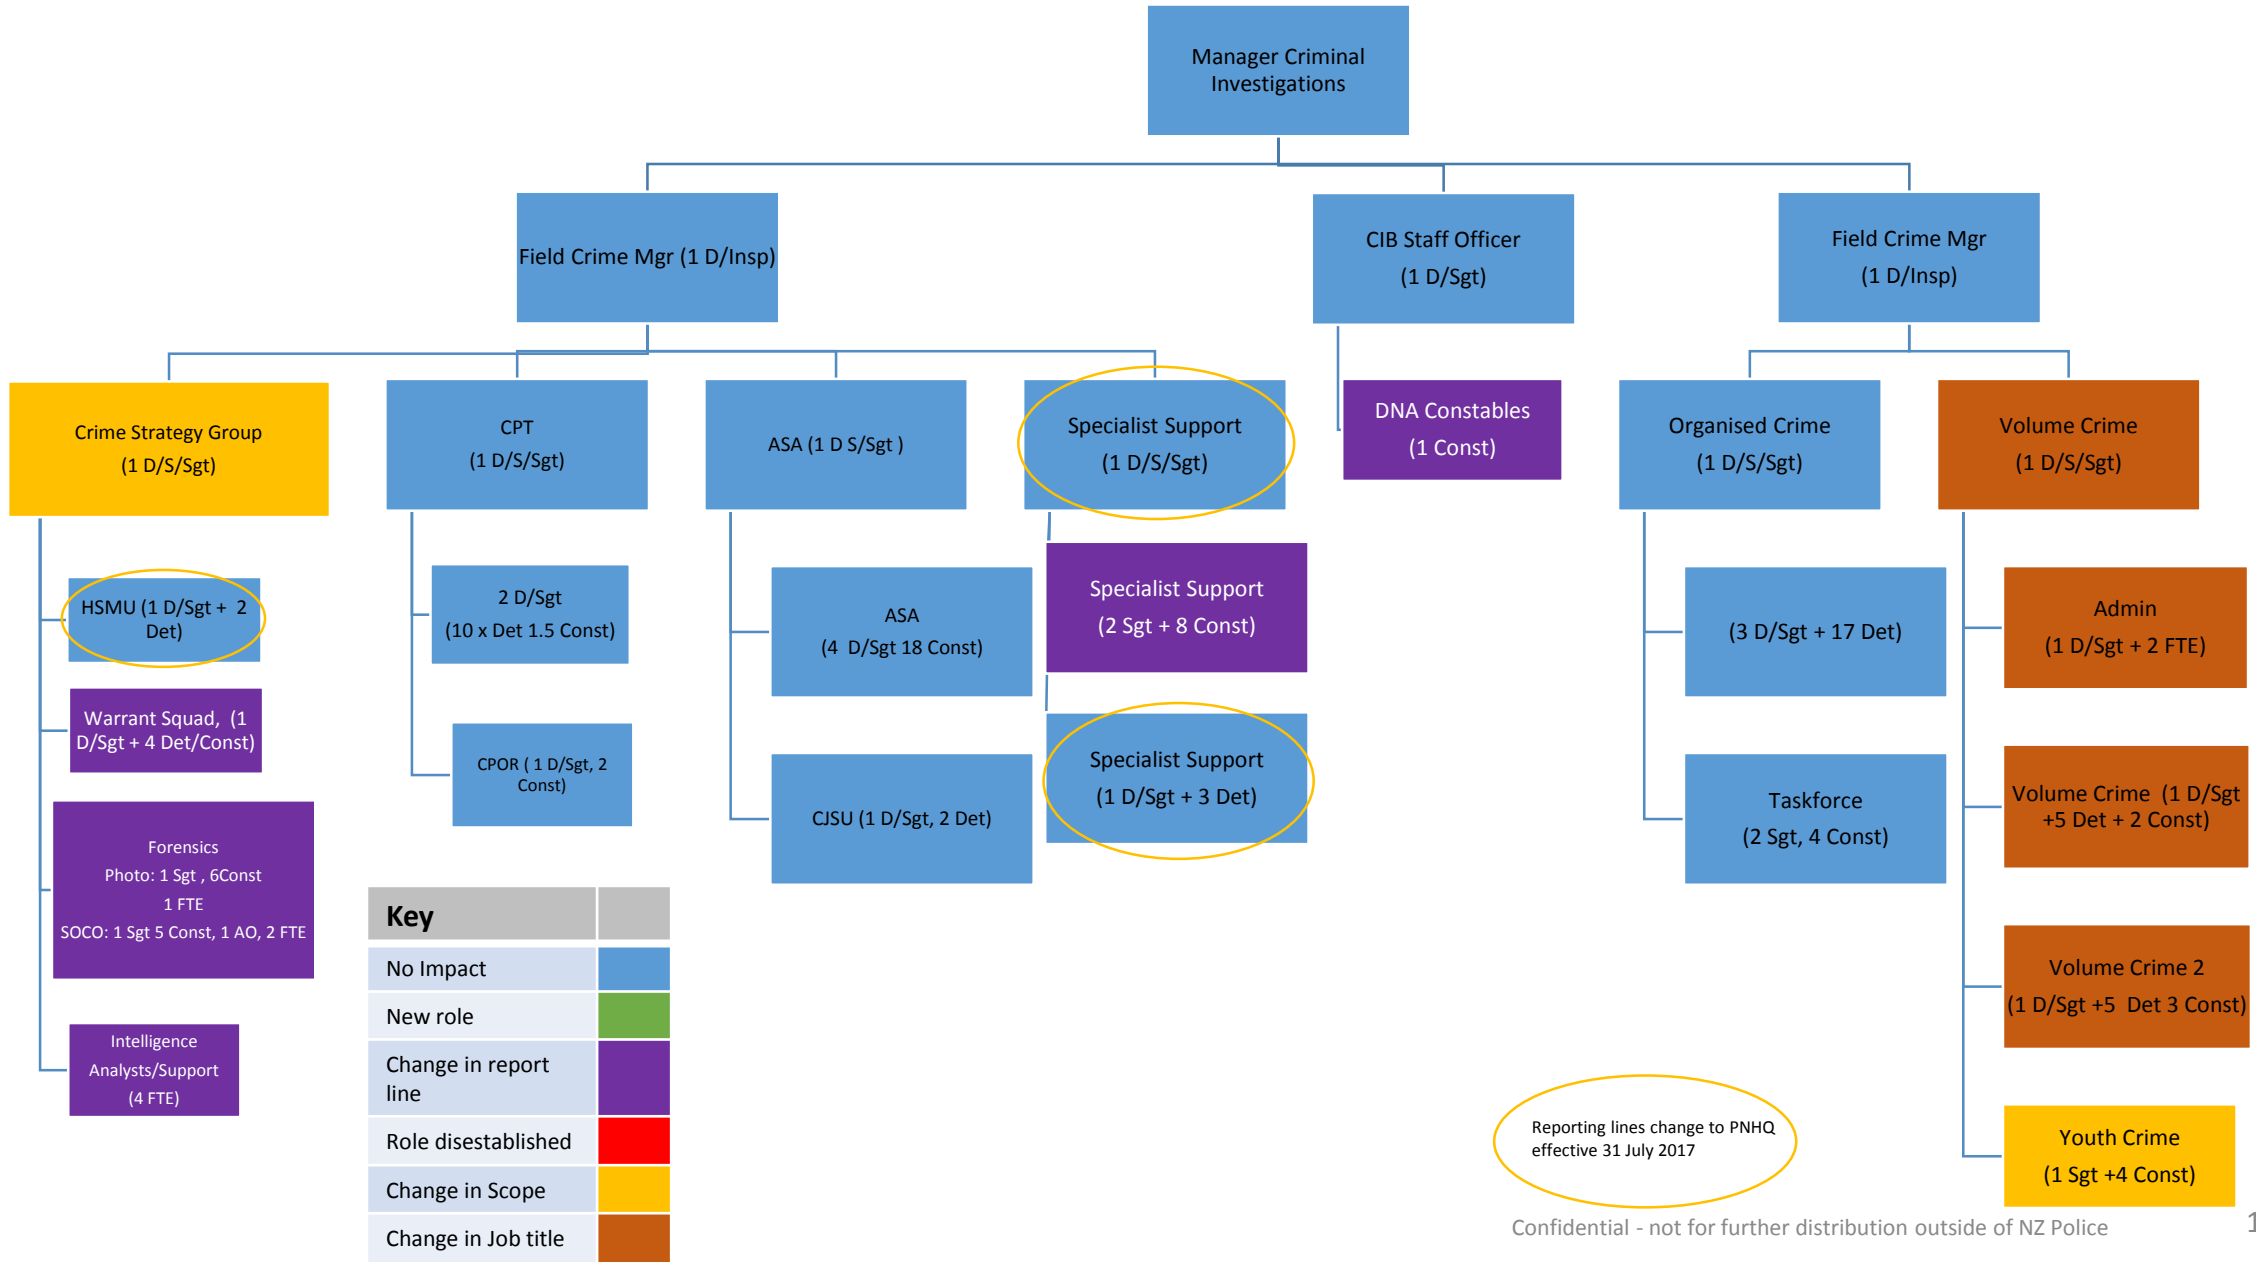 Manager Criminal
Investigations
Field Crime Mgr (1 D/Insp)
CIB Staff Officer
(1 D/Sgt)
Field Crime Mgr
(1 D/Insp)
Crime Strategy Group
(1 D/S/Sgt)
CPT
(1 D/S/Sgt)
ASA (1 D S/Sgt )
Specialist Support
(1 D/S/Sgt)
DNA Constables
(1 Const)
Organised Crime
(1 D/S/Sgt)
Volume Crime
(1 D/S/Sgt)
HSMU (1 D/Sgt + 2
Det)
Warrant Squad, (1
D/Sgt + 4 Det/Const)
Forensics
Photo: 1 Sgt , 6Const
1 FTE
SOCO: 1 Sgt 5 Const, 1 AO, 2 FTE
Intelligence
Analysts/Support
(4 FTE)
2 D/Sgt
(10 x Det 1.5 Const)
CPOR ( 1 D/Sgt, 2
Const)
ASA
(4 D/Sgt 18 Const)
CJSU (1 D/Sgt, 2 Det)
Specialist Support
(2 Sgt + 8 Const)
Specialist Support
(1 D/Sgt + 3 Det)
(3 D/Sgt + 17 Det)
Taskforce
(2 Sgt, 4 Const)
Admin
(1 D/Sgt + 2 FTE)
Volume Crime (1 D/Sgt
+5 Det + 2 Const)
Volume Crime 2
(1 D/Sgt +5 Det 3 Const)
Youth Crime
(1 Sgt +4 Const)
Key
No Impact
New role
Change in report
line
Role disestablished
Change in Scope
Change in Job title
Reporting lines change to PNHQ
effective 31 July 2017
Confidential - not for further distribution outside of NZ Police
1